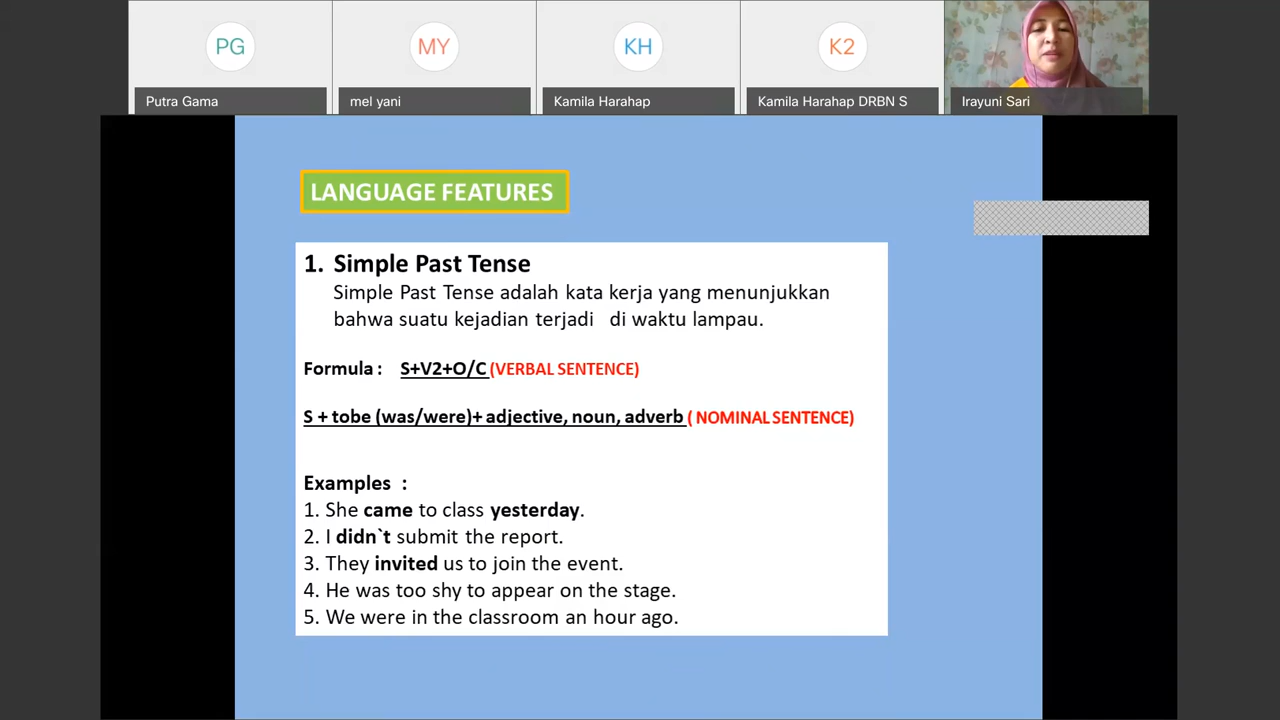 PG
MY
KH
K2
Putra Gama
mel yani
Kamila Harahap
Kamila Harahap DRBN S
Irayuni Sari
LANGUAGE FEATURES
1. Simple Past Tense
Simple Past Tense adalah kata kerja yang menunjukkan
bahwa suatu kejadian terjadi di waktu lampau.
Formula : S+V2+O/C (VERBAL SENTENCE)
S + tobe (was/were)+ adjective, noun, adverb ( NOMINAL SENTENCE)
Examples :
1. She came to class yesterday.
2. I didn`t submit the report.
3. They invited us to join the event.
4. He was too shy to appear on the stage.
5. We were in the classroom an hour ago.